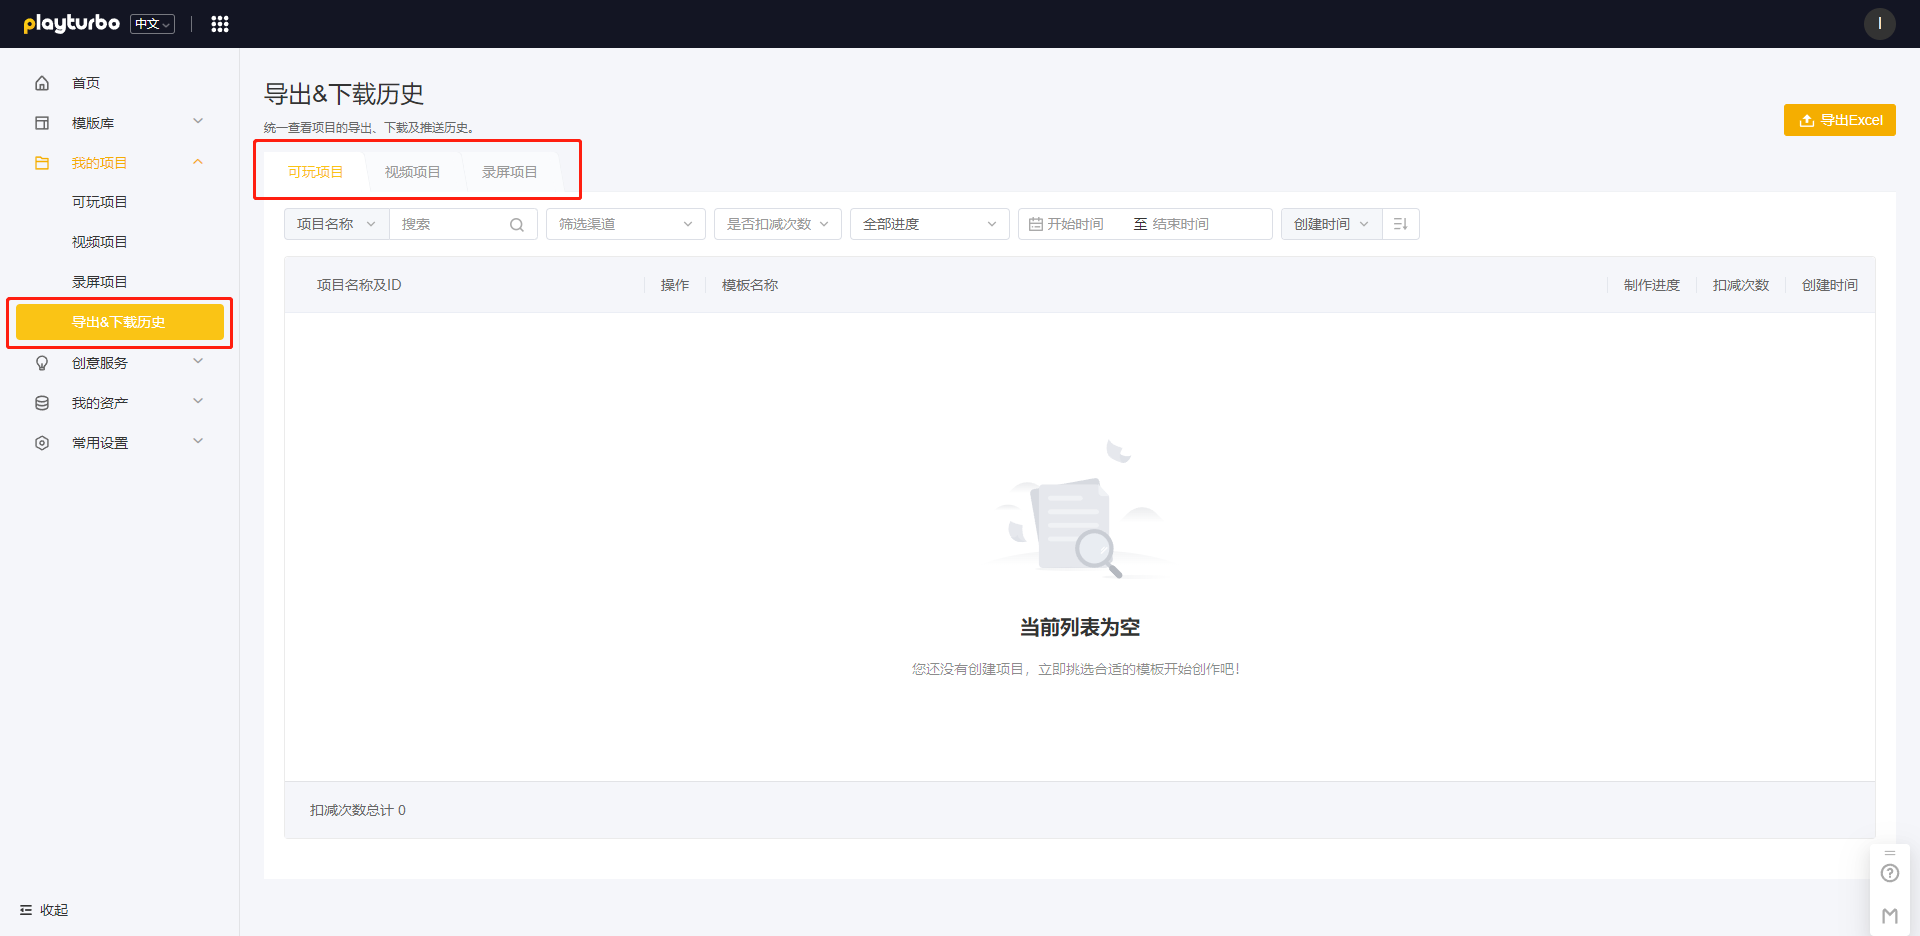 playturbo 中文
I
首页
模版库
我的项目
可玩项目
视频项目
录屏项目
导出&下载历史
创意服务
我的资产
常用设置
收起
导出&下载历史
统一查看项目的导出、下载及推送历史。
导出Excel
可玩项目 视频项目 录屏项目
项目名称 搜索 筛选渠道 是否扣减次数 全部进度 开始时间 至 结束时间 创建时间
项目名称及ID 操作 模板名称 制作进度 扣减次数 创建时间
当前列表为空
您还没有创建项目，立即挑选合适的模板开始创作吧！
扣减次数总计 0